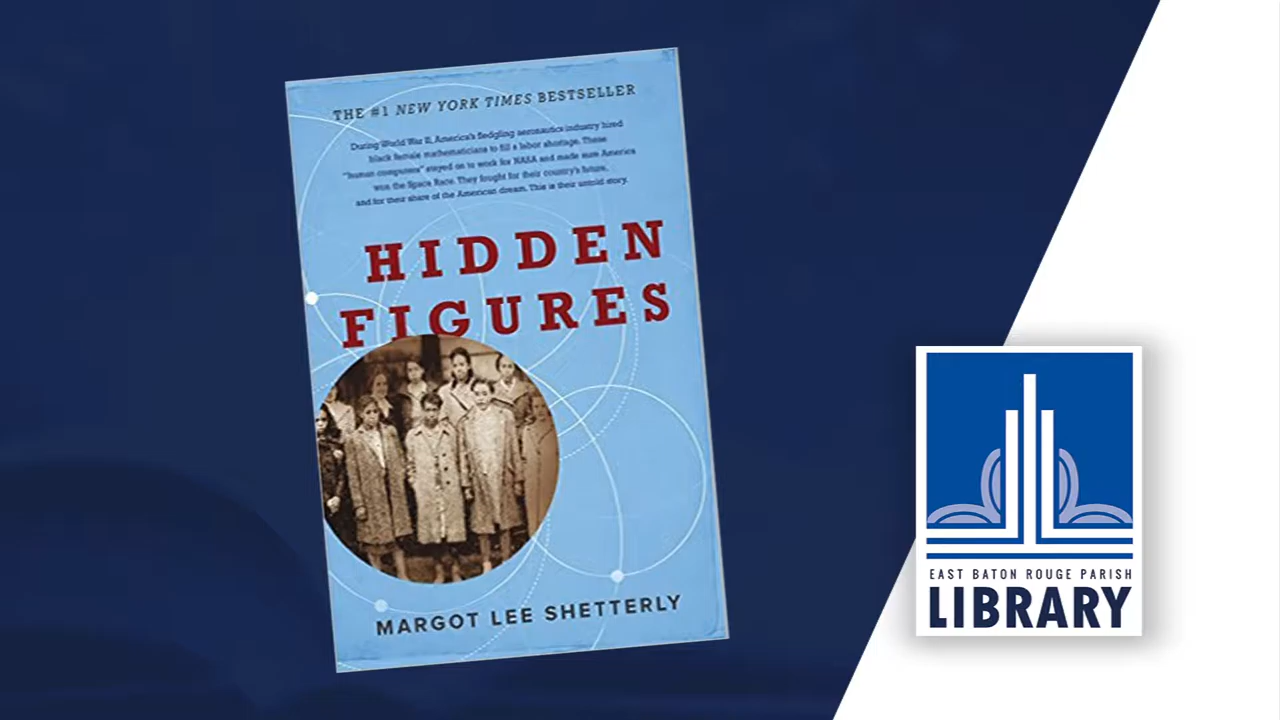 THE #1 NEW YORK TIMES BESTSELLER
During World War II, America's fledgling aeronautics industry hired
black female mathematicians to fill a labor shortage. These
"human computers" stayed on to work for NASA and made sure America
won the Space Race. They fought for their country's future,
and for their share of the American dream. This is their untold story.
HIDDEN
FIGURES
MARGOT LEE SHETTERLY
EAST BATON ROUGE PARISH
LIBRARY